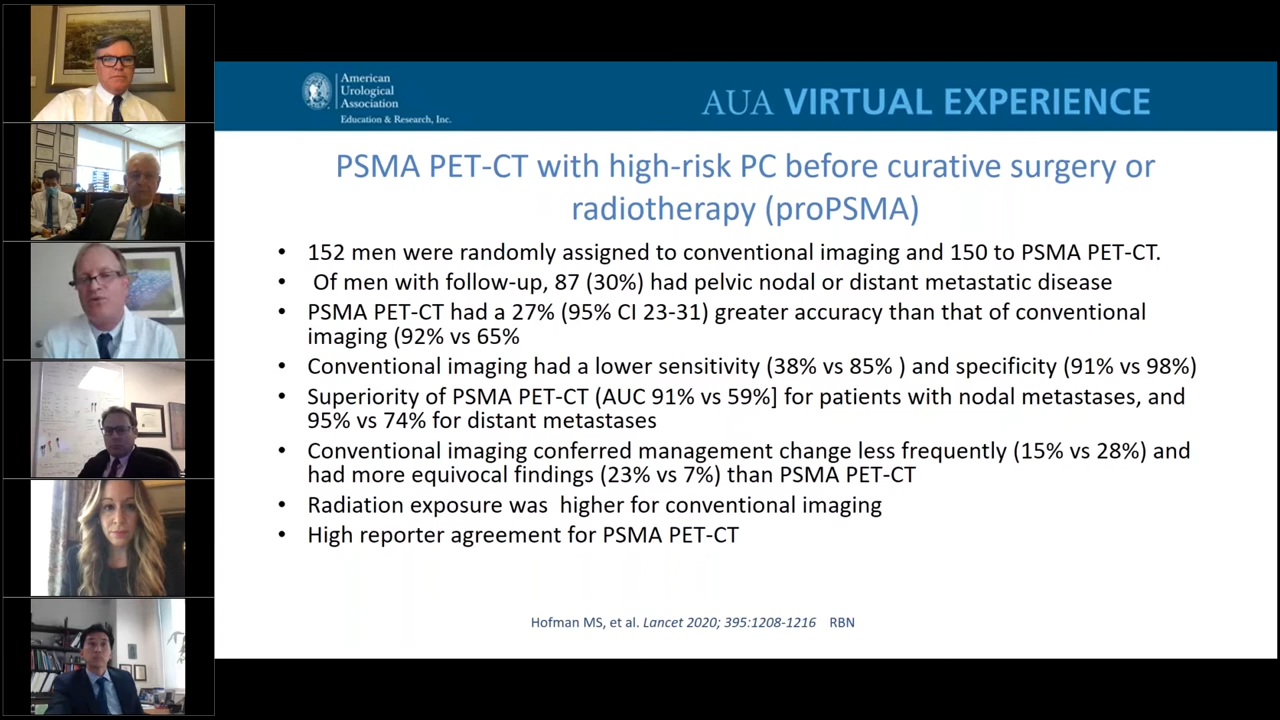 American
Urological
Association
Education & Research, Inc.
AUA VIRTUAL EXPERIENCE
PSMA PET-CT with high-risk PC before curative surgery or
radiotherapy (proPSMA)
• 152 men were randomly assigned to conventional imaging and 150 to PSMA PET-CT.
• Of men with follow-up, 87 (30%) had pelvic nodal or distant metastatic disease
• PSMA PET-CT had a 27% (95% CI 23-31) greater accuracy than that of conventional
imaging (92% vs 65%
• Conventional imaging had a lower sensitivity (38% vs 85% ) and specificity (91% vs 98%)
• Superiority of PSMA PET-CT (AUC 91% vs 59%] for patients with nodal metastases, and
95% vs 74% for distant metastases
• Conventional imaging conferred management change less frequently (15% vs 28%) and
had more equivocal findings (23% vs 7%) than PSMA PET-CT
• Radiation exposure was  higher for conventional imaging
• High reporter agreement for PSMA PET-CT
Hofman MS, et al. Lancet 2020; 395:1208-1216 RBN